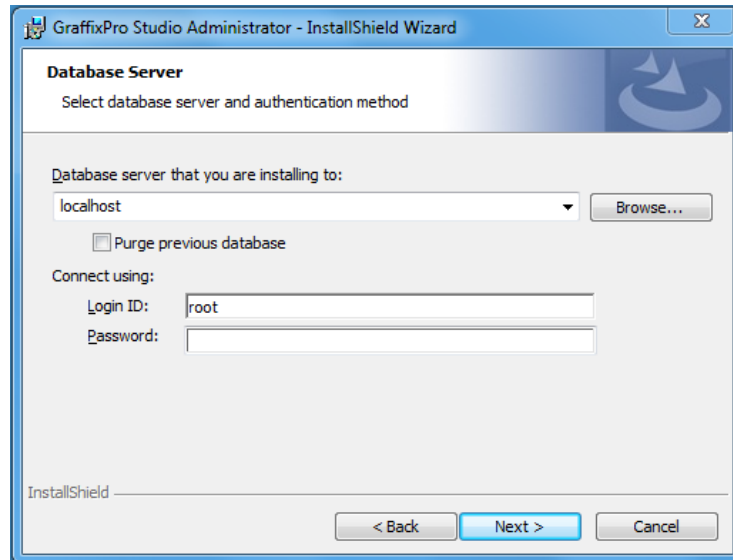 GraffixPro Studio Administrator - InstallShield Wizard
Database Server
Select database server and authentication method
Database server that you are installing to:
localhost
Browse...
Purge previous database
Connect using:
Login ID:
root
Password:
InstallShield
< Back
Next >
Cancel